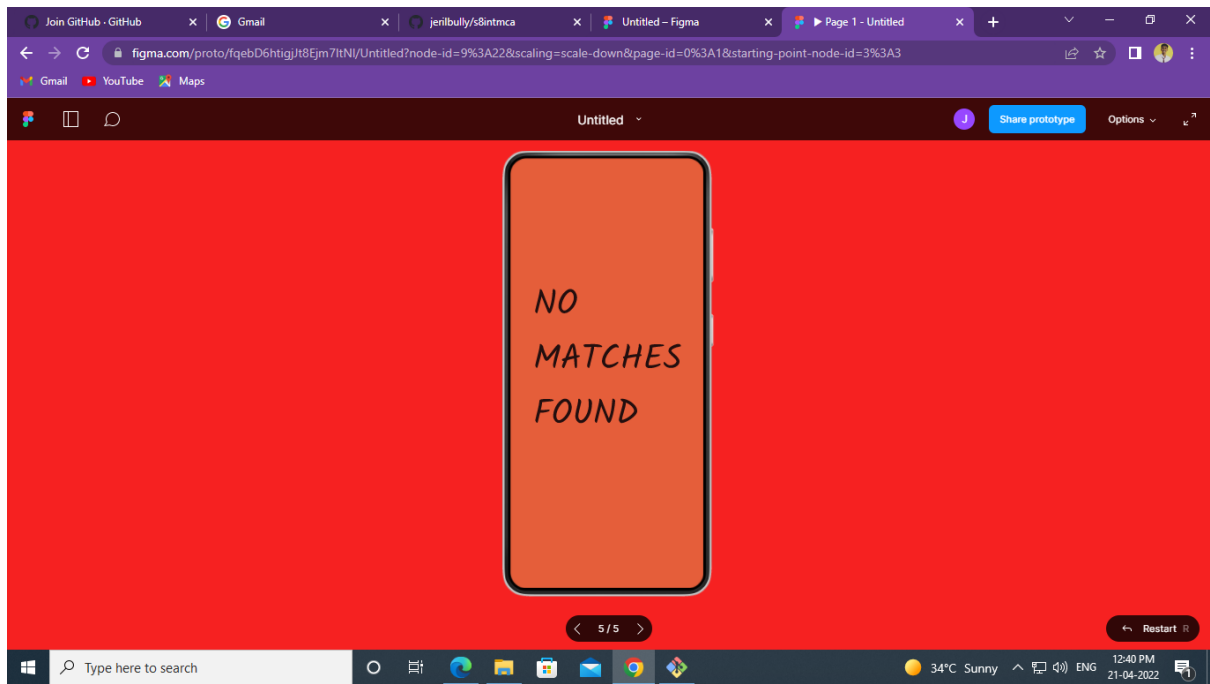 Join GitHub · GitHub
Gmail
jerilbully/s8intmca
Untitled – Figma
Page 1 - Untitled
figma.com/proto/fqebD6htigjJt8Ejm7ltNI/Untitled?node-id=9%3A22&scaling=scale-down&page-id=0%3A1&starting-point-node-id=3%3A3
Gmail YouTube Maps
Untitled
J
Share prototype
Options
NO
MATCHES
FOUND
5/5
Restart R
Type here to search
34°C Sunny
ENG
12:40 PM
21-04-2022
1